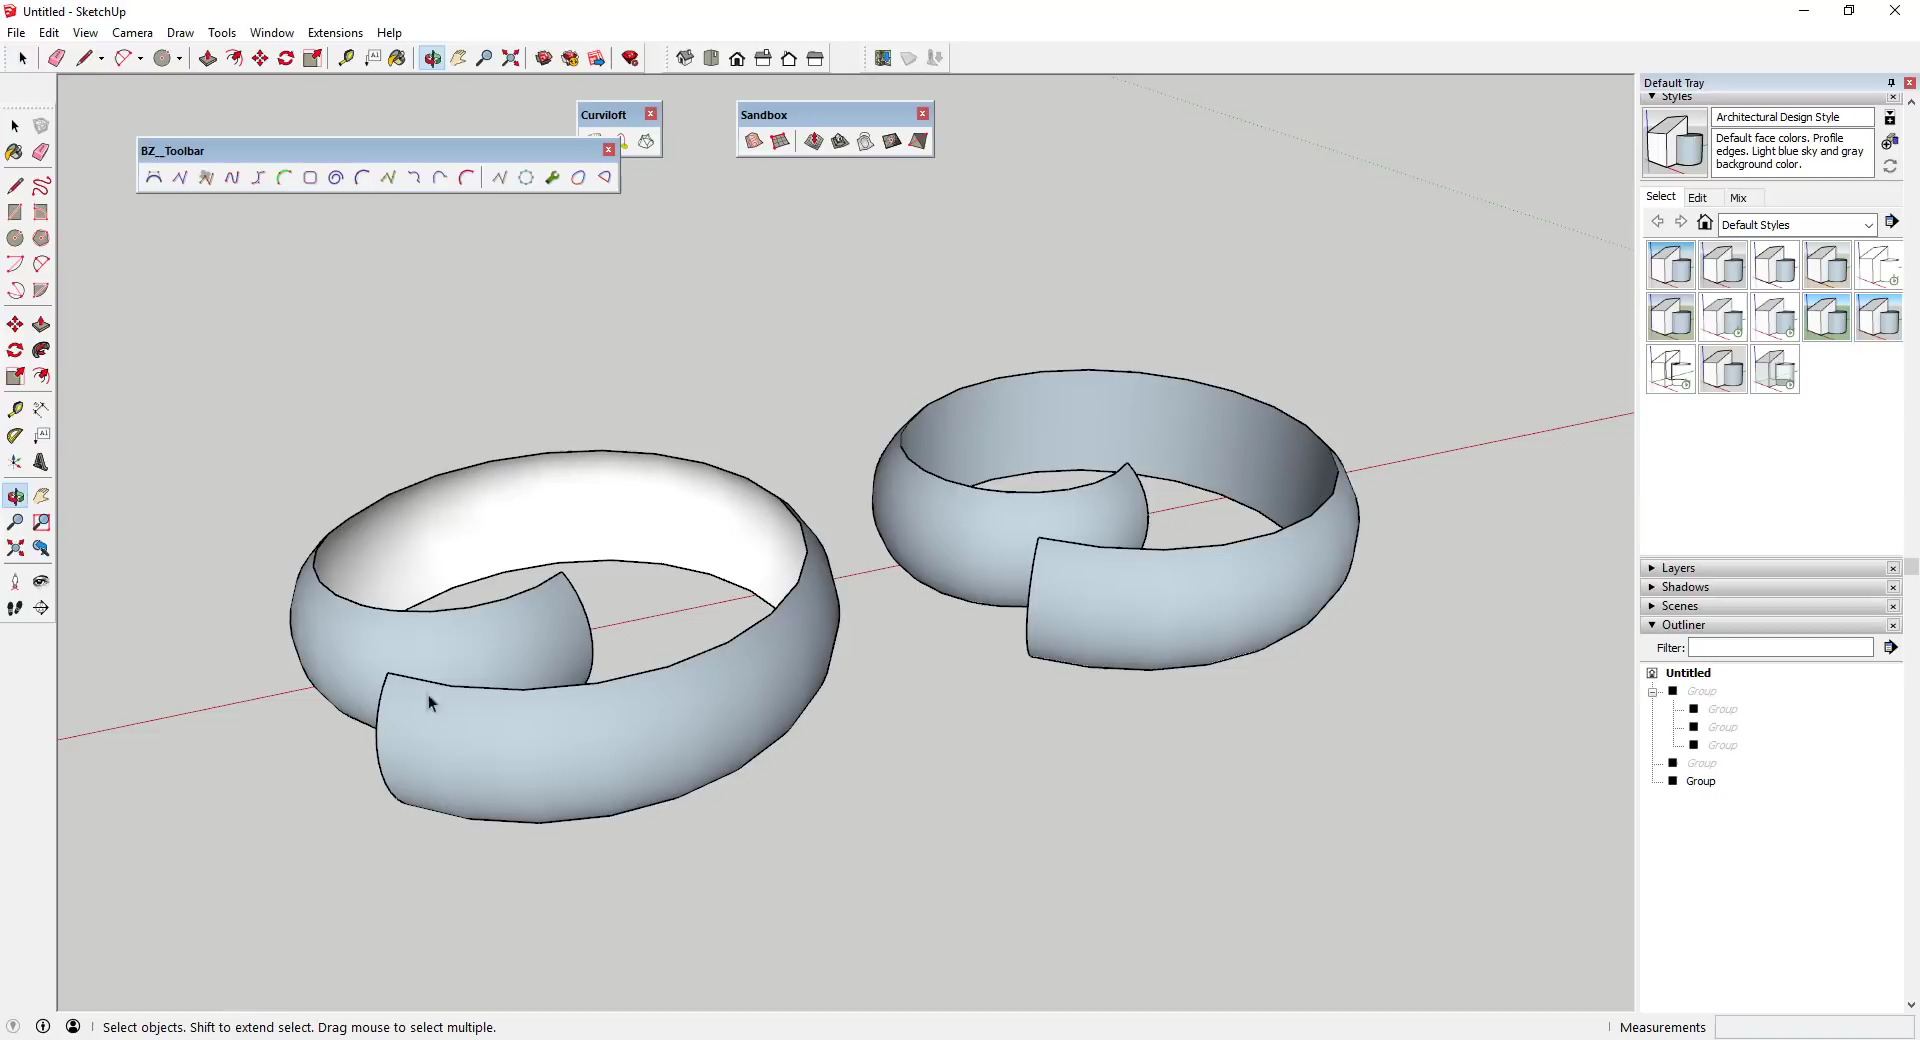 Untitled - SketchUp
File Edit View Camera Draw Tools Window Extensions Help
Default Tray
Styles
Architectural Design Style
Default face colors. Profile
edges. Light blue sky and gray
background color.
Select Edit Mix
Default Styles
Curviloft
Sandbox
BZ__Toolbar
Layers
Shadows
Scenes
Outliner
Filter:
Untitled
Group
Group
Group
Group
Group
Group
Select objects. Shift to extend select. Drag mouse to select multiple.
Measurements